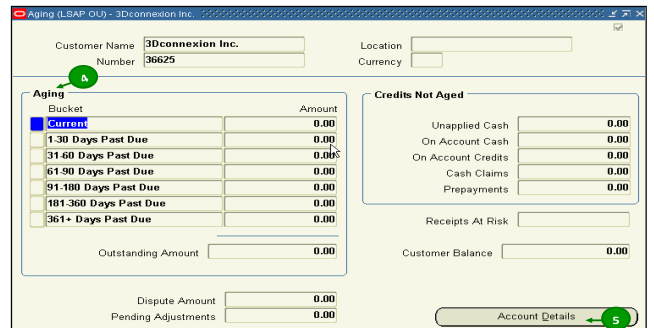 Aging (LSAP OU) - 3Dconnexion Inc.
Customer Name 3Dconnexion Inc.
Number 36625
Location
Currency
4
Aging
Bucket Amount
Current 0.00
1-30 Days Past Due 0.00
31-60 Days Past Due 0.00
61-90 Days Past Due 0.00
91-180 Days Past Due 0.00
181-360 Days Past Due 0.00
361+ Days Past Due 0.00
Outstanding Amount 0.00
Credits Not Aged
Unapplied Cash 0.00
On Account Cash 0.00
On Account Credits 0.00
Cash Claims 0.00
Prepayments 0.00
Receipts At Risk
Customer Balance 0.00
Dispute Amount 0.00
Pending Adjustments 0.00
Account Details 5